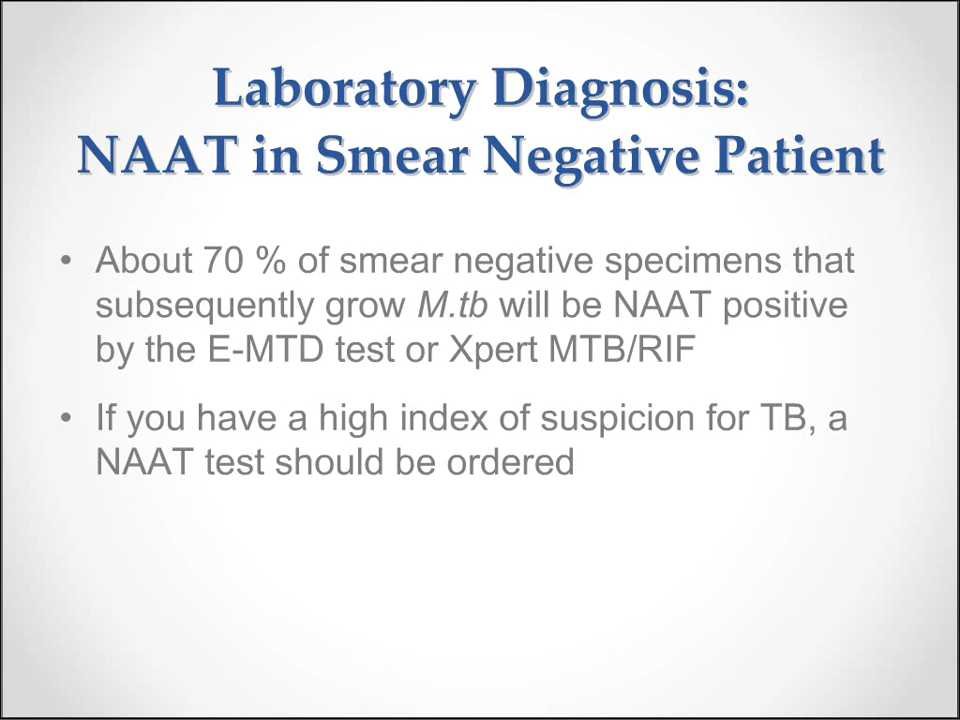 Laboratory Diagnosis:
NAAT in Smear Negative Patient
• About 70 % of smear negative specimens that
subsequently grow M.tb will be NAAT positive
by the E-MTD test or Xpert MTB/RIF
• If you have a high index of suspicion for TB, a
NAAT test should be ordered